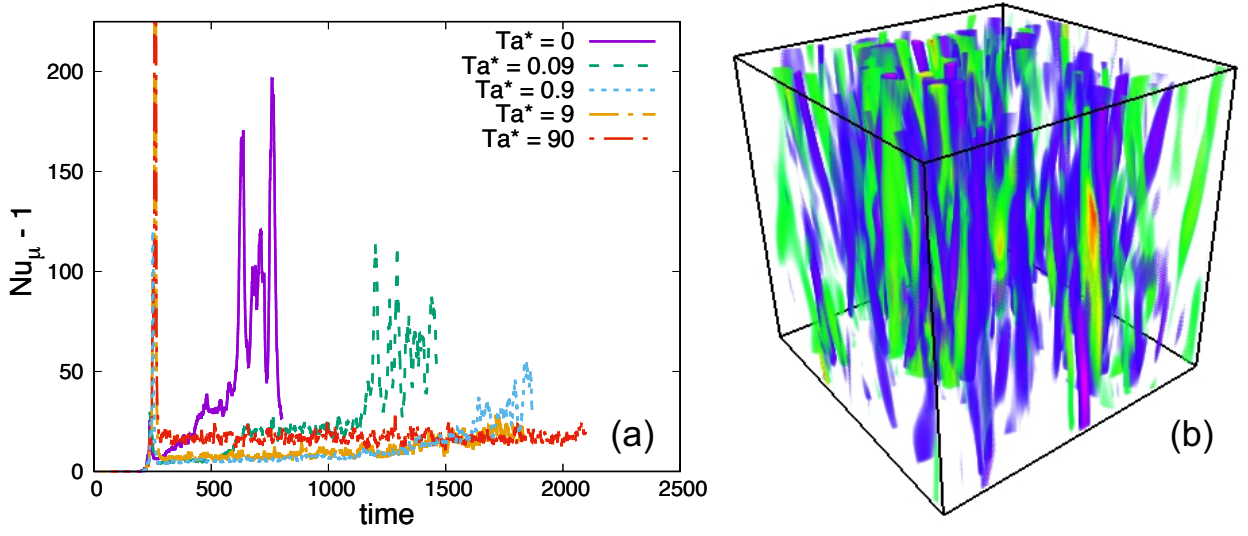 Ta* = 0
Ta* = 0.09
Ta* = 0.9
Ta* = 9
Ta* = 90
200
150
100
50
0
Nuμ - 1
0 500 1000 1500 2000 2500
time
(a)
(b)